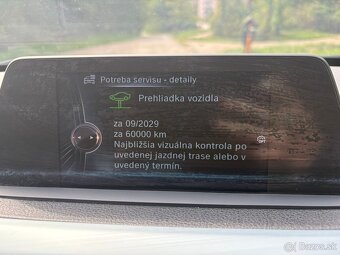 Potreba servisu - detaily
Prehliadka vozidla
za 09/2029
za 60000 km
Najbližšia vizuálna kontrola po
uvedenej jazdnej trase alebo v
uvedený termín.
OFF
Bazos.sk